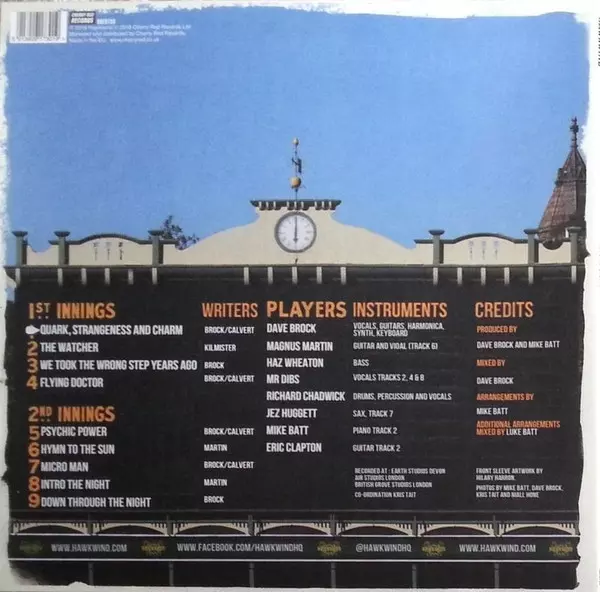 CHERRY RED
RECORDS
1ST INNINGS
QUARK, STRANGENESS AND CHARM
2 THE WATCHER
3 WE TOOK THE WRONG STEP YEARS AGO
4 FLYING DOCTOR
2ND INNINGS
5 PSYCHIC POWER
6 HYMN TO THE SUN
7 MICRO MAN
8 INTRO THE NIGHT
9 DOWN THROUGH THE NIGHT
WRITERS
BROCK/CALVERT
KILMISTER
BROCK
BROCK/CALVERT
BROCK/CALVERT
MARTIN
BROCK/CALVERT
MARTIN
BROCK
PLAYERS
DAVE BROCK
MAGNUS MARTIN
HAZ WHEATON
MR DIBS
RICHARD CHADWICK
JEZ HUGGETT
MIKE BATT
ERIC CLAPTON
INSTRUMENTS
VOCALS, GUITARS, HARMONICA,
SYNTH, KEYBOARD
GUITAR AND VIDAL (TRACK 6)
BASS
VOCALS TRACKS 2, 4 & 8
DRUMS, PERCUSSION AND VOCALS
SAX, TRACK 7
PIANO TRACK 2
GUITAR TRACK 2
RECORDED AT : EARTH STUDIOS DEVON
AIR STUDIOS LONDON
BRITISH GROVE STUDIOS LONDON
CO-ORDINATION KRIS TAIT
CREDITS
PRODUCED BY
DAVE BROCK AND MIKE BATT
MIXED BY
DAVE BROCK
ARRANGEMENTS BY
MIKE BATT
ADDITIONAL ARRANGEMENTS
MIXED BY LUKE BATT
FRONT SLEEVE ARTWORK BY
HILARY HARRON.
PHOTOS BY MIKE BATT, DAVE BROCK,
KRIS TAIT AND NIALL HONE
WWW.HAWKWIND.COM
WWW.FACEBOOK.COM/HAWKWINDHQ
@HAWKWINDHQ
WWW.HAWKWIND.COM